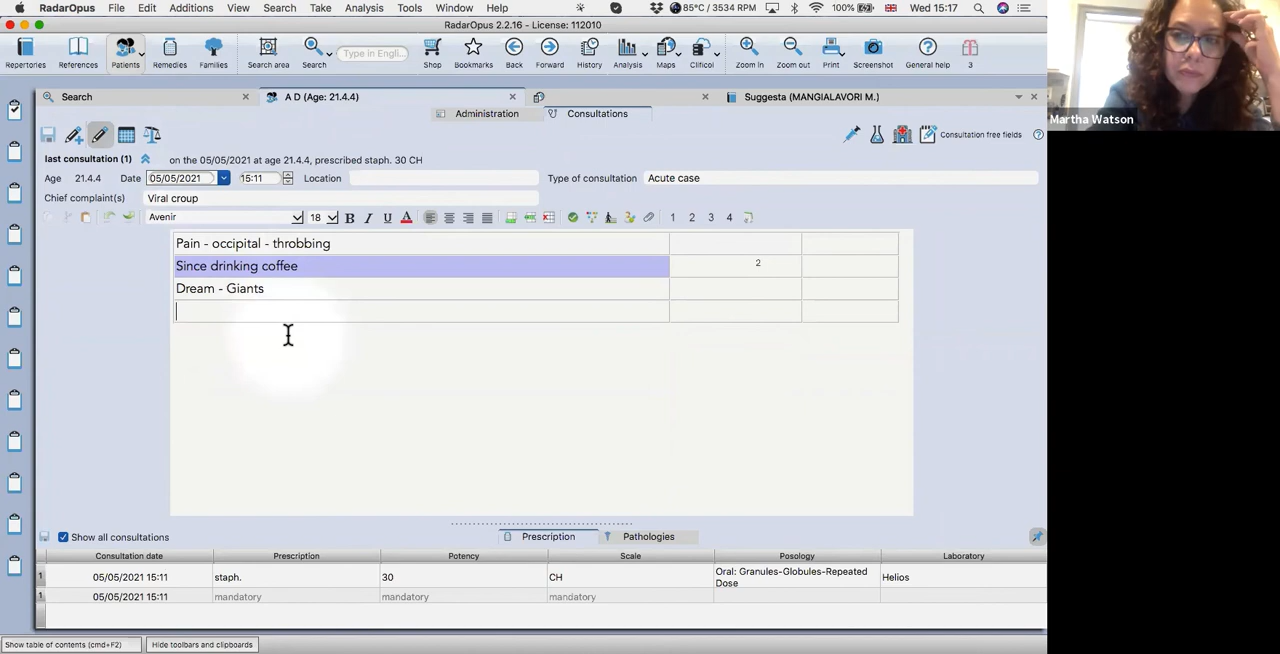 RadarOpus File Edit Additions View Search Take Analysis Tools Window Help 85°C / 3534 RPM 100% Wed 15:17
RadarOpus 2.2.16 - License: 112010
Repertories References Patients Remedies Families Search area Search Type in Engli... Shop Bookmarks Back Forward History Analysis Maps Clificol Zoom in Zoom out Print Screenshot General help 3
Search A D (Age: 21.4.4) Suggesta (MANGIALAVORI M.)
Administration Consultations
Consultation free fields
last consultation (1) on the 05/05/2021 at age 21.4.4, prescribed staph. 30 CH
Age 21.4.4 Date 05/05/2021 15:11 Location Type of consultation Acute case
Chief complaint(s) Viral croup
Avenir 18 B I U A 1 2 3 4
Pain - occipital - throbbing
Since drinking coffee 2
Dream - Giants
Show all consultations Prescription Pathologies
Consultation date Prescription Potency Scale Posology Laboratory
1 05/05/2021 15:11 staph. 30 CH Oral: Granules-Globules-Repeated Dose Helios
1 05/05/2021 15:11 mandatory mandatory mandatory
Show table of contents (cmd+F2) Hide toolbars and clipboards
Martha Watson